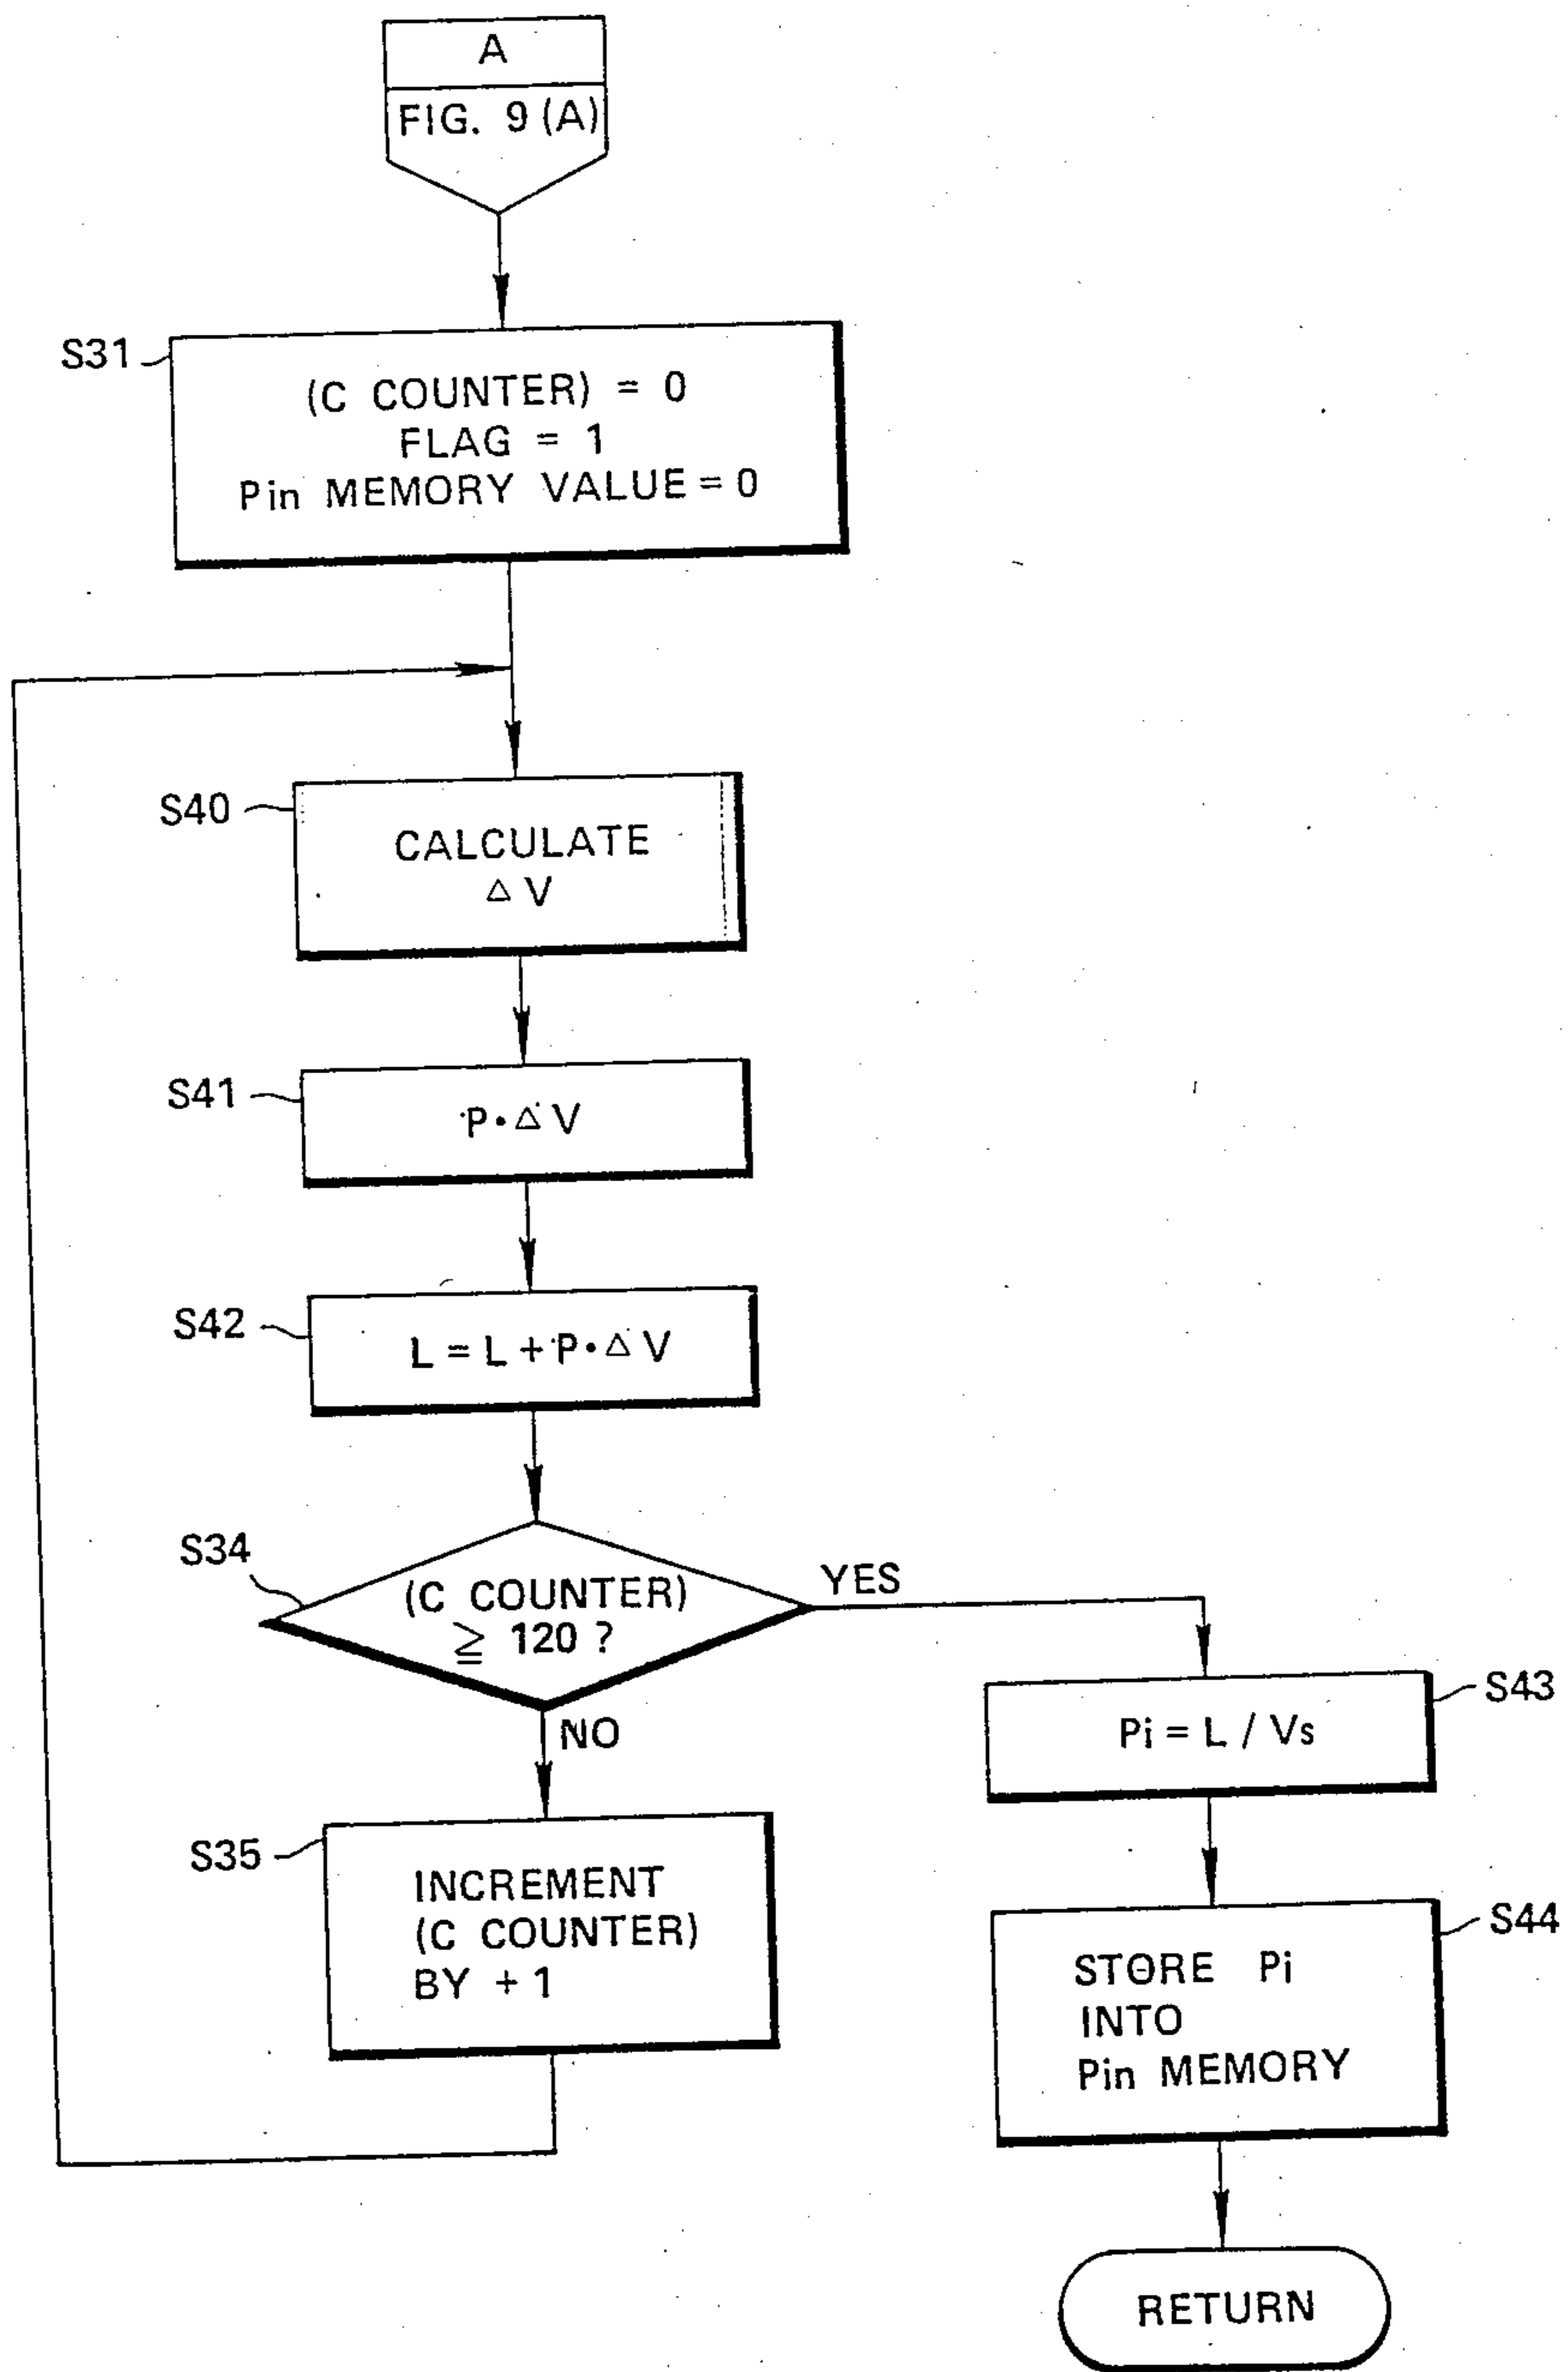 A
FIG. 9 (A)
S31
(C COUNTER) = 0
FLAG = 1
Pin MEMORY VALUE = 0
S40
CALCULATE
△V
S41
P·△V
S42
L = L + P·△V
S34
(C COUNTER)
≧ 120 ?
YES
NO
S43
Pi = L / Vs
S35
INCREMENT
(C COUNTER)
BY + 1
S44
STORE Pi
INTO
Pin MEMORY
RETURN